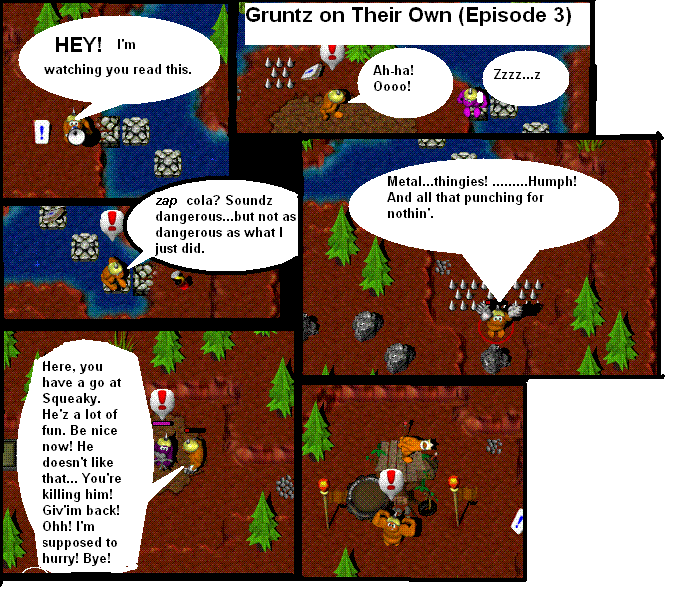 Gruntz on Their Own (Episode 3)
HEY! I'm
watching you read this.
Ah-ha!
Oooo!
Zzzz...z
zap cola? Soundz
dangerous...but not as
dangerous as what I
just did.
Metal...thingies! .........Humph!
And all that punching for
nothin'.
Here, you
have a go at
Squeaky.
He'z a lot of
fun. Be nice
now! He
doesn't like
that... You're
killing him!
Giv'im back!
Ohh! I'm
supposed to
hurry! Bye!